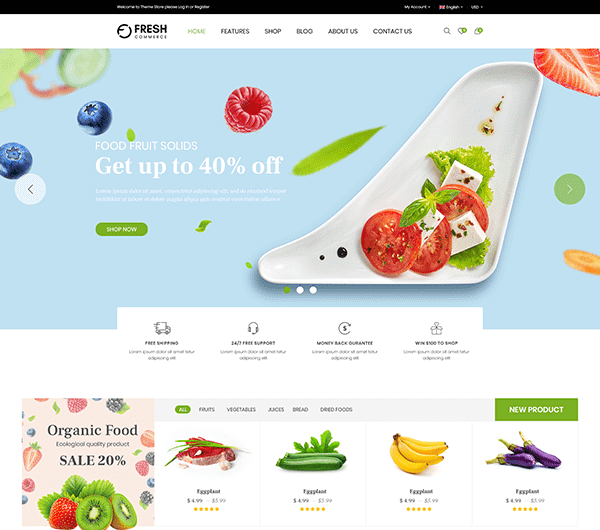 Welcome to Theme Store please Log in or Register
My Account
English
USD
FRESH
COMMERCE
HOME
FEATURES
SHOP
BLOG
ABOUT US
CONTACT US
0
0
FOOD FRUIT SOLIDS
Get up to 40% off
Lorem ipsum dolor sit amet, consectetur adipiscing elit, sed do eiusmod tempor
incididunt ut labore et dolore magna aliqua quis nostrud exercitation ullamco
SHOP NOW
FREE SHIPPING
Lorem ipsum dolor sit amet tetur
adipiscing elit
24/7 FREE SUPPORT
Lorem ipsum dolor sit amet tetur
adipiscing elit
MONEY BACK GURANTEE
Lorem ipsum dolor sit amet tetur
adipiscing elit
WIN $100 TO SHOP
Lorem ipsum dolor sit amet tetur
adipiscing elit
Organic Food
Ecological quality product
SALE 20%
ALL
FRUITS
VEGETABLES
JUICES
BREAD
DRIED FOODS
NEW PRODUCT
Eggplant
$ 4.99 $5.99
Eggplant
$ 4.99 $5.99
Eggplant
$ 4.99 $5.99
Eggplant
$ 4.99 $5.99